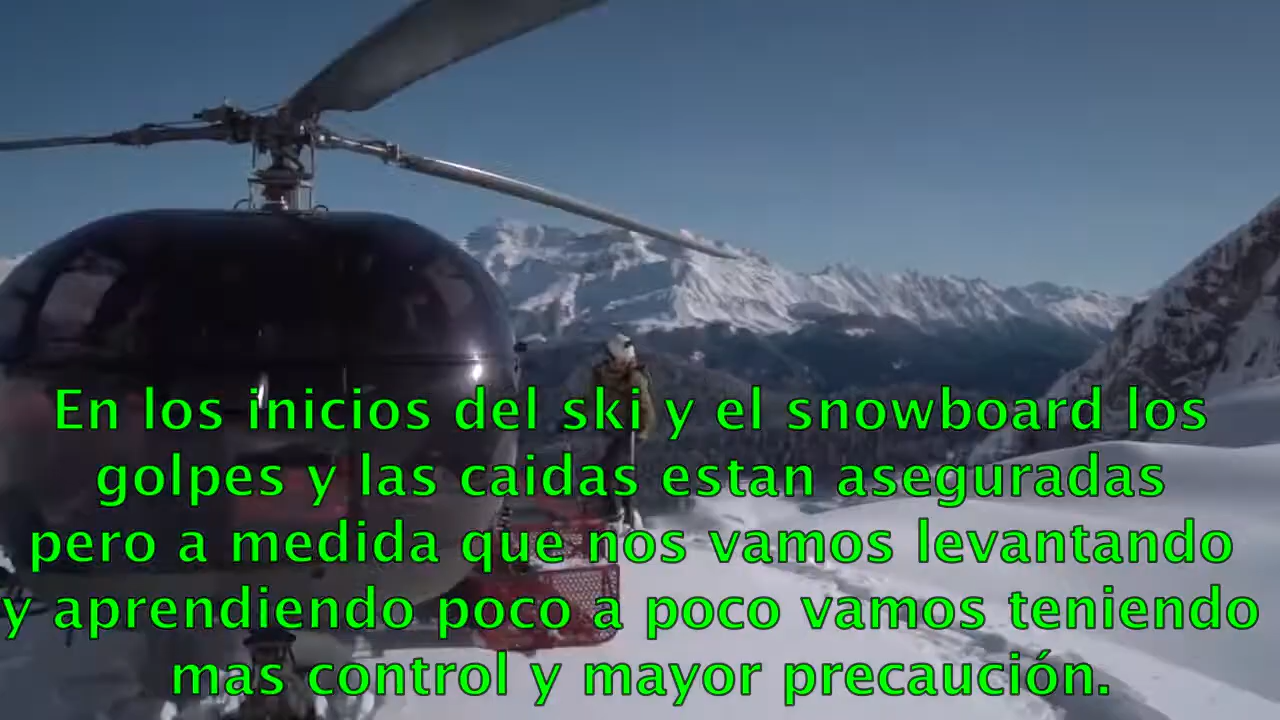 En los inicios del ski y el snowboard los
golpes y las caidas estan aseguradas
pero a medida que nos vamos levantando
y aprendiendo poco a poco vamos teniendo
mas control y mayor precaución.